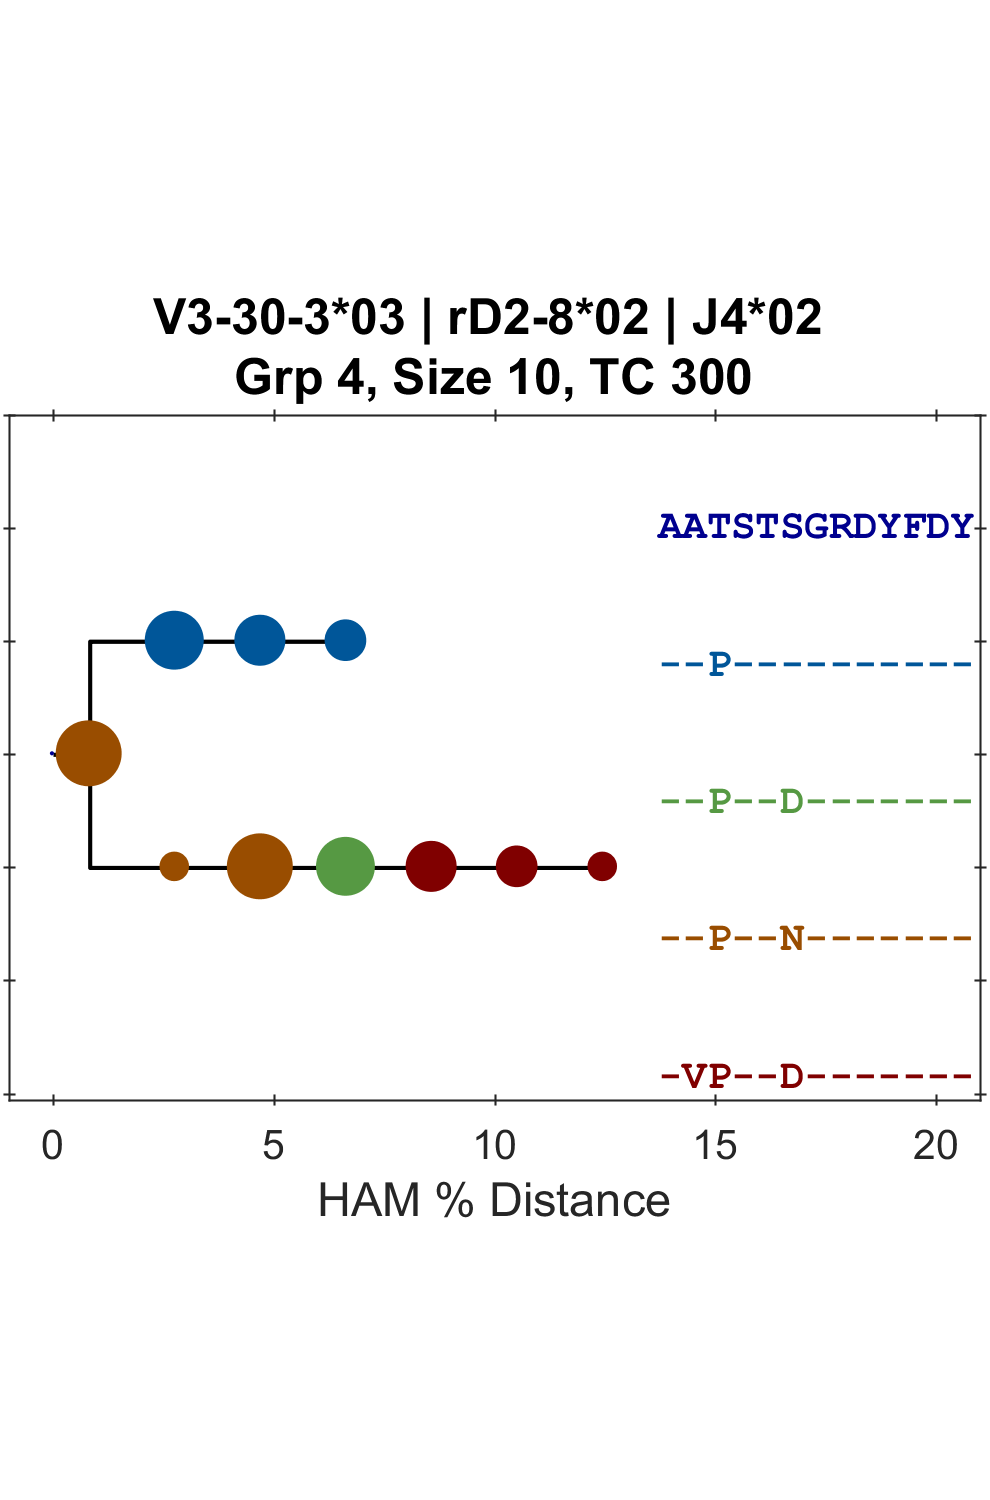 V3-30-3*03 | rD2-8*02 | J4*02
Grp 4, Size 10, TC 300
AATSTSGRDYFDY
--P----------
--P--D-------
--P--N-------
-VP--D-------
0 5 10 15 20
HAM % Distance